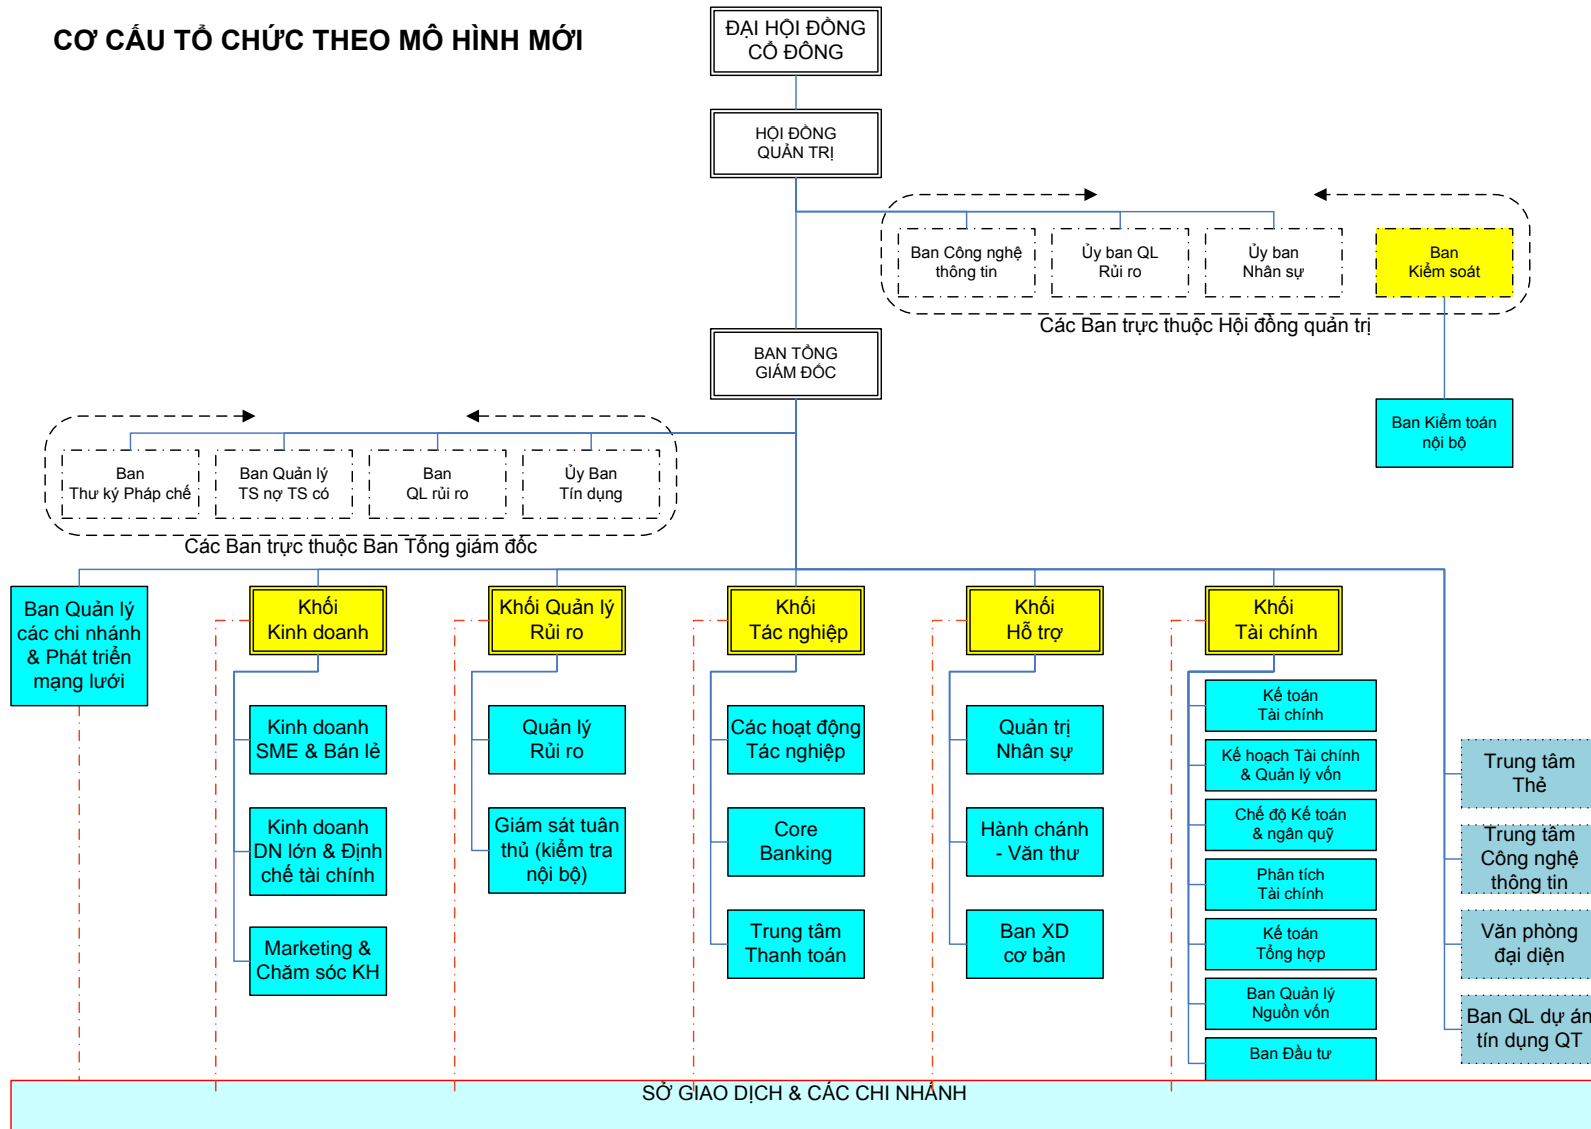 CƠ CẤU TỔ CHỨC THEO MÔ HÌNH MỚI
ĐẠI HỘI ĐỒNG
CỔ ĐÔNG
HỘI ĐỒNG
QUẢN TRỊ
Ban Công nghệ
thông tin
Ủy ban QL
Rủi ro
Ủy ban
Nhân sự
Ban
Kiểm soát
Các Ban trực thuộc Hội đồng quản trị
BAN TỔNG
GIÁM ĐỐC
Ban Kiểm toán
nội bộ
Ban
Thư ký Pháp chế
Ban Quản lý
TS nợ TS có
Ban
QL rủi ro
Ủy Ban
Tín dụng
Các Ban trực thuộc Ban Tổng giám đốc
Ban Quản lý
các chi nhánh
& Phát triển
mạng lưới
Khối
Kinh doanh
Khối Quản lý
Rủi ro
Khối
Tác nghiệp
Khối
Hỗ trợ
Khối
Tài chính
Kinh doanh
SME & Bán lẻ
Kinh doanh
DN lớn & Định
chế tài chính
Marketing &
Chăm sóc KH
Quản lý
Rủi ro
Giám sát tuân
thủ (kiểm tra
nội bộ)
Các hoạt động
Tác nghiệp
Core
Banking
Trung tâm
Thanh toán
Quản trị
Nhân sự
Hành chánh
- Văn thư
Ban XD
cơ bản
Kế toán
Tài chính
Kế hoạch Tài chính
& Quản lý vốn
Chế độ Kế toán
& ngân quỹ
Phân tích
Tài chính
Kế toán
Tổng hợp
Ban Quản lý
Nguồn vốn
Ban Đầu tư
Trung tâm
Thẻ
Trung tâm
Công nghệ
thông tin
Văn phòng
đại diện
Ban QL dự án
tín dụng QT
SỞ GIAO DỊCH & CÁC CHI NHÁNH